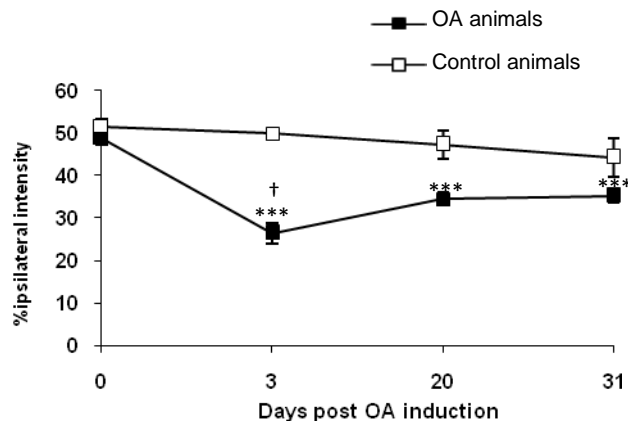 OA animals
Control animals
60
50
40
30
20
10
0
%ipsilateral intensity
†
***
***
***
0 3 20 31
Days post OA induction